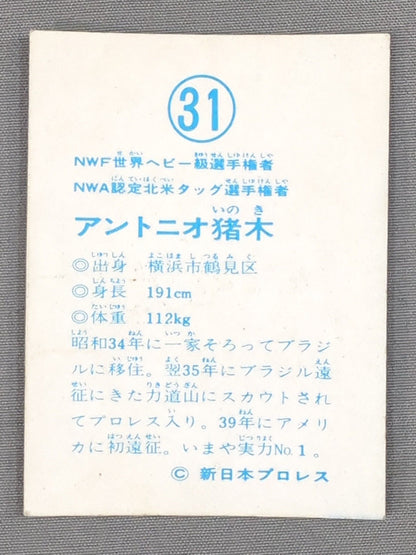 31
NWF世界ヘビー級選手権者
NWA認定北米タッグ選手権者
アントニオ猪木
◎出身 横浜市鶴見区
◎身長 191cm
◎体重 112kg
昭和34年に一家そろってブラジ
ルに移住。翌35年にブラジル遠
征にきた力道山にスカウトされ
てプロレス入り。39年にアメリ
カに初遠征。いまや実力No.1。
© 新日本プロレス